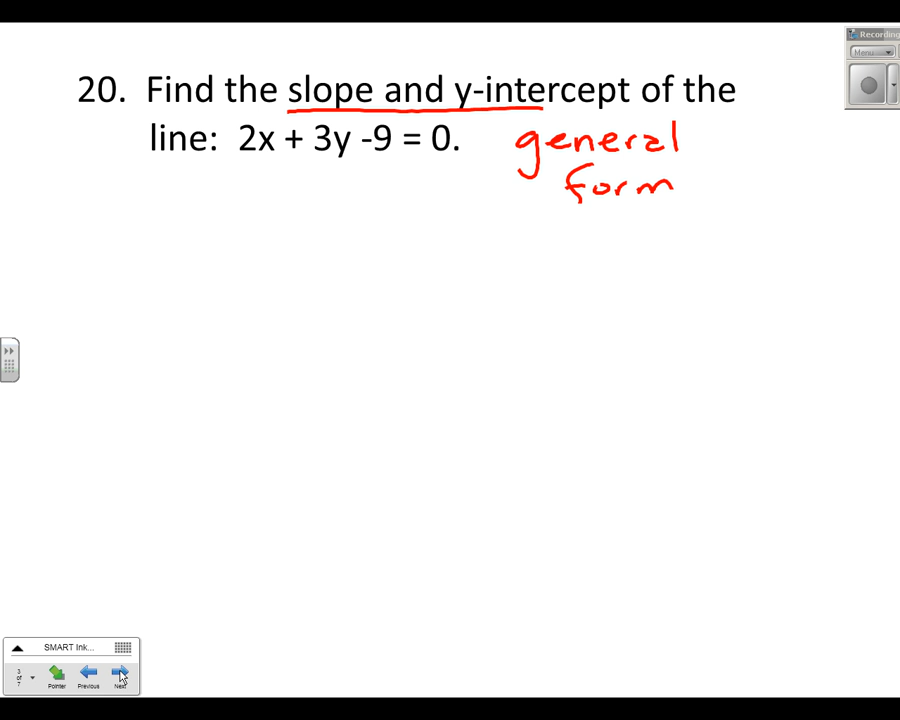 Recording
Menu
20. Find the slope and y-intercept of the
line: 2x + 3y -9 = 0.
general
form
SMART Ink...
3
of
7
Pointer
Previous
Next